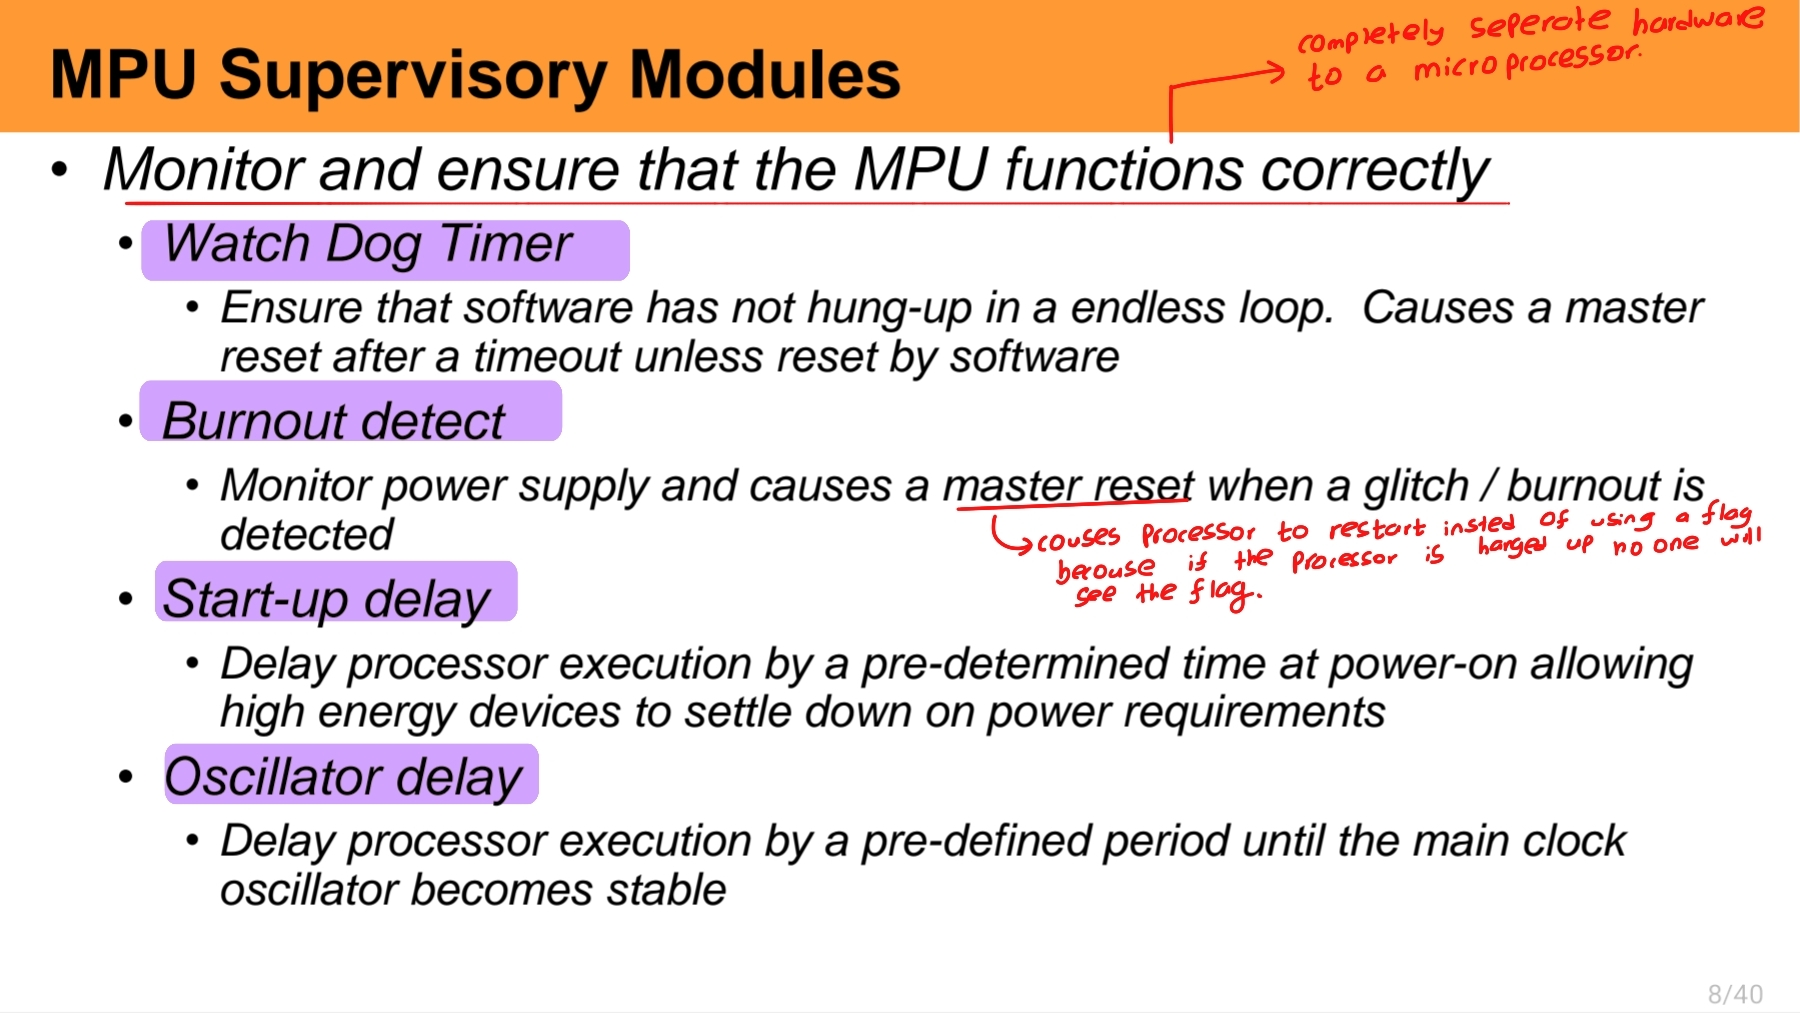 MPU Supervisory Modules
completely seperate hardware
to a microprocessor.
• Monitor and ensure that the MPU functions correctly
• Watch Dog Timer
• Ensure that software has not hung-up in a endless loop. Causes a master
reset after a timeout unless reset by software
• Burnout detect
• Monitor power supply and causes a master reset when a glitch / burnout is
detected
couses processor to restart insted of using a flag
becouse if the processor is hanged up no one will
see the flag.
• Start-up delay
• Delay processor execution by a pre-determined time at power-on allowing
high energy devices to settle down on power requirements
• Oscillator delay
• Delay processor execution by a pre-defined period until the main clock
oscillator becomes stable
8/40